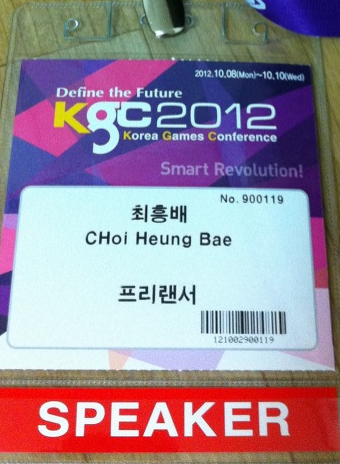 2012.10.08(Mon)~10.10(Wed)
Define the Future
KGC2012
Korea Games Conference
Smart Revolution!
No. 900119
최흥배
CHoi Heung Bae
프리랜서
121002900119
SPEAKER